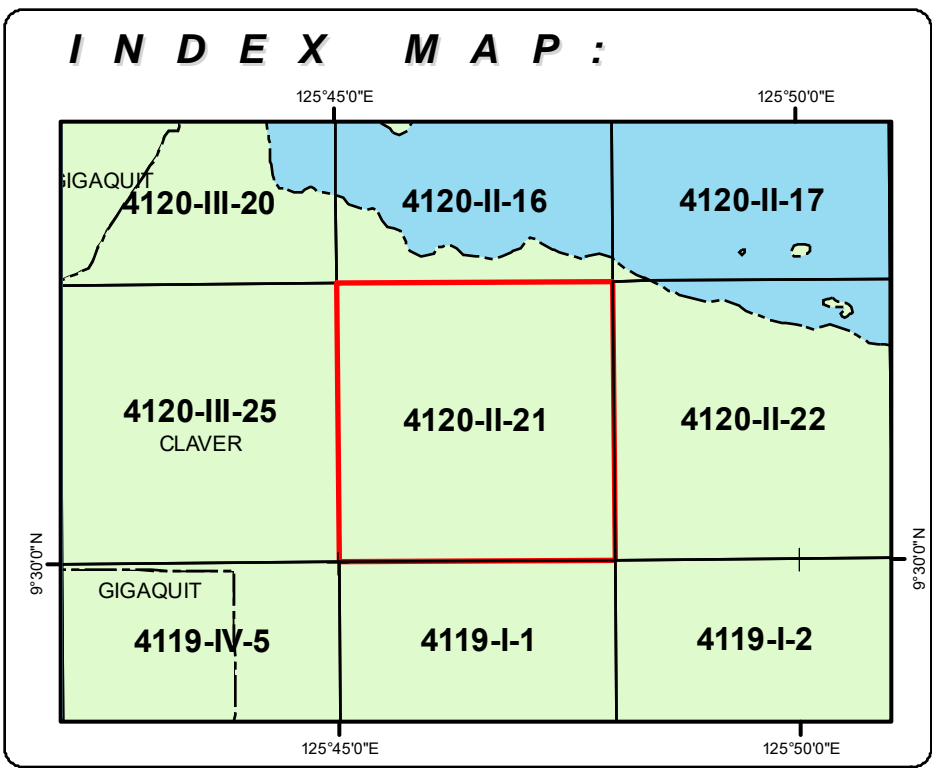 INDEX MAP:
125°45'0"E 125°50'0"E
GIGAQUIT
4120-III-20 4120-II-16 4120-II-17
4120-III-25 4120-II-21 4120-II-22
CLAVER
9°30'0"N 9°30'0"N
GIGAQUIT
4119-IV-5 4119-I-1 4119-I-2
125°45'0"E 125°50'0"E